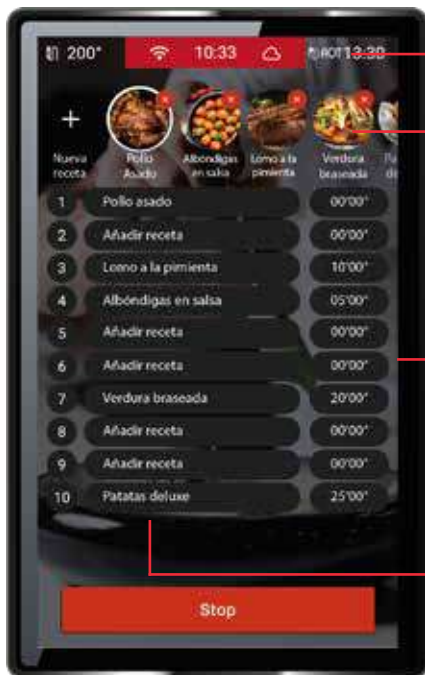 200°  10:33  13:30
+
Nueva receta  Pollo Asado  Albóndigas en salsa  Lomo a la pimienta  Verdura braseada
1 Pollo asado 00'00"
2 Añadir receta 00'00"
3 Lomo a la pimienta 10'00"
4 Albóndigas en salsa 05'00"
5 Añadir receta 00'00"
6 Añadir receta 00'00"
7 Verdura braseada 20'00"
8 Añadir receta 00'00"
9 Añadir receta 00'00"
10 Patatas deluxe 25'00"
Stop